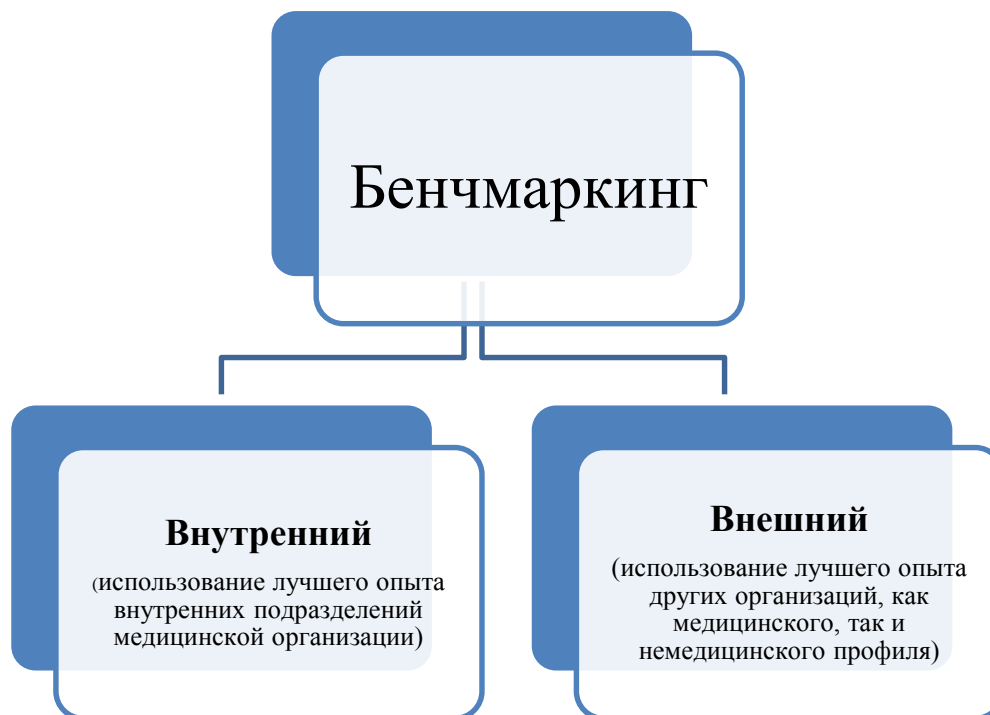 Бенчмаркинг
Внутренний
(использование лучшего опыта
внутренних подразделений
медицинской организации)
Внешний
(использование лучшего опыта
других организаций, как
медицинского, так и
немедицинского профиля)